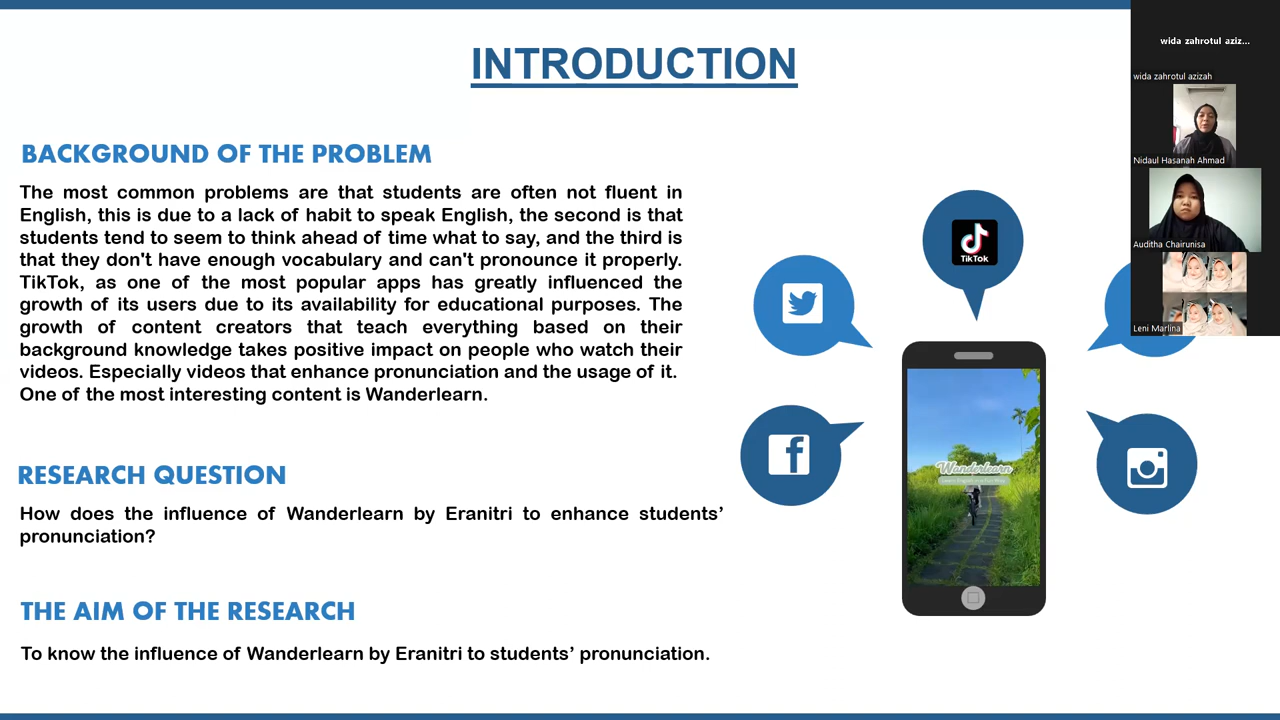 INTRODUCTION
BACKGROUND OF THE PROBLEM
The most common problems are that students are often not fluent in
English, this is due to a lack of habit to speak English, the second is that
students tend to seem to think ahead of time what to say, and the third is
that they don't have enough vocabulary and can't pronounce it properly.
TikTok, as one of the most popular apps has greatly influenced the
growth of its users due to its availability for educational purposes. The
growth of content creators that teach everything based on their
background knowledge takes positive impact on people who watch their
videos. Especially videos that enhance pronunciation and the usage of it.
One of the most interesting content is Wanderlearn.
RESEARCH QUESTION
How does the influence of Wanderlearn by Eranitri to enhance students’
pronunciation?
THE AIM OF THE RESEARCH
To know the influence of Wanderlearn by Eranitri to students’ pronunciation.
TikTok
Wanderlearn
wida zahrotul aziz...
wida zahrotul azizah
Nidaul Hasanah Ahmad
Auditha Chairunisa
Leni Marlina